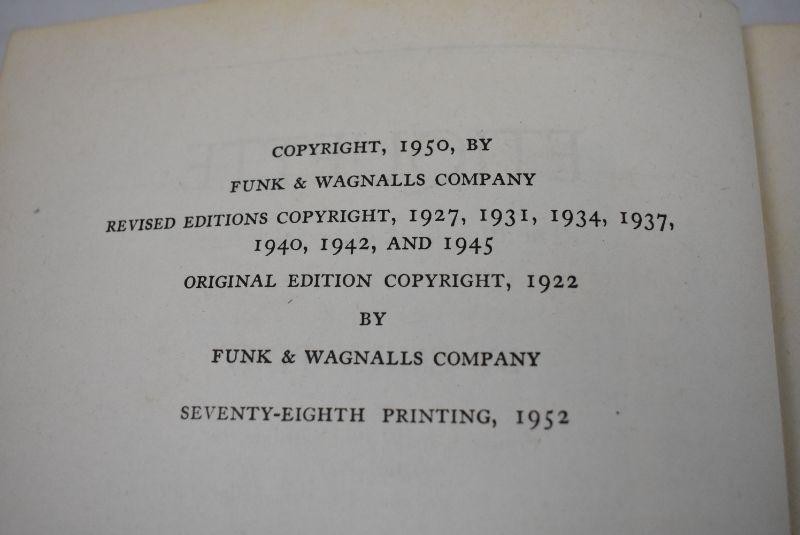 COPYRIGHT, 1950, BY
FUNK & WAGNALLS COMPANY
REVISED EDITIONS COPYRIGHT, 1927, 1931, 1934, 1937,
1940, 1942, AND 1945
ORIGINAL EDITION COPYRIGHT, 1922
BY
FUNK & WAGNALLS COMPANY
SEVENTY-EIGHTH PRINTING, 1952